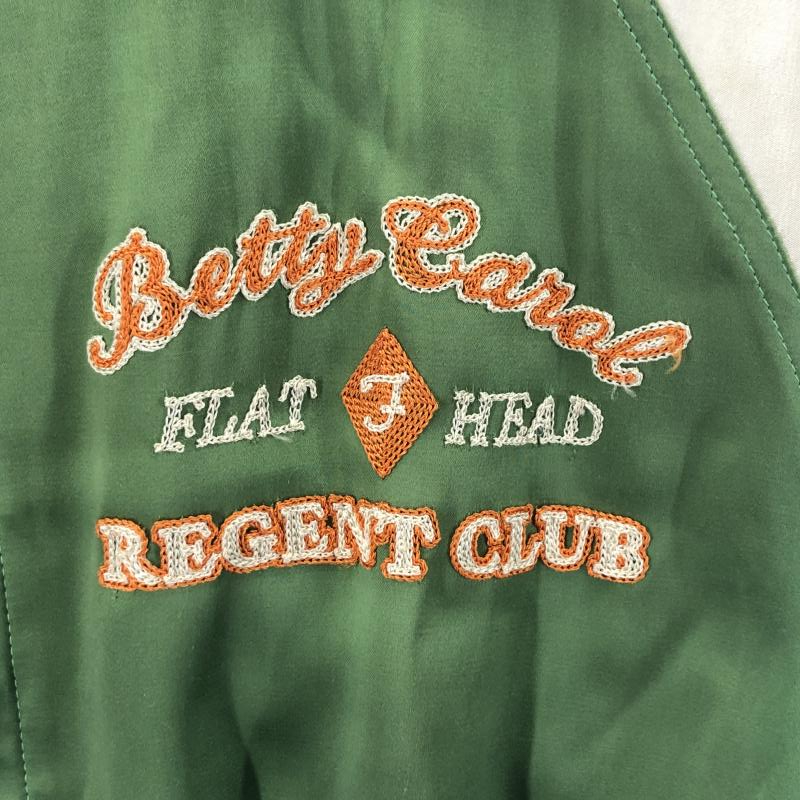 Betty Carol
FLAT F HEAD
REGENT CLUB